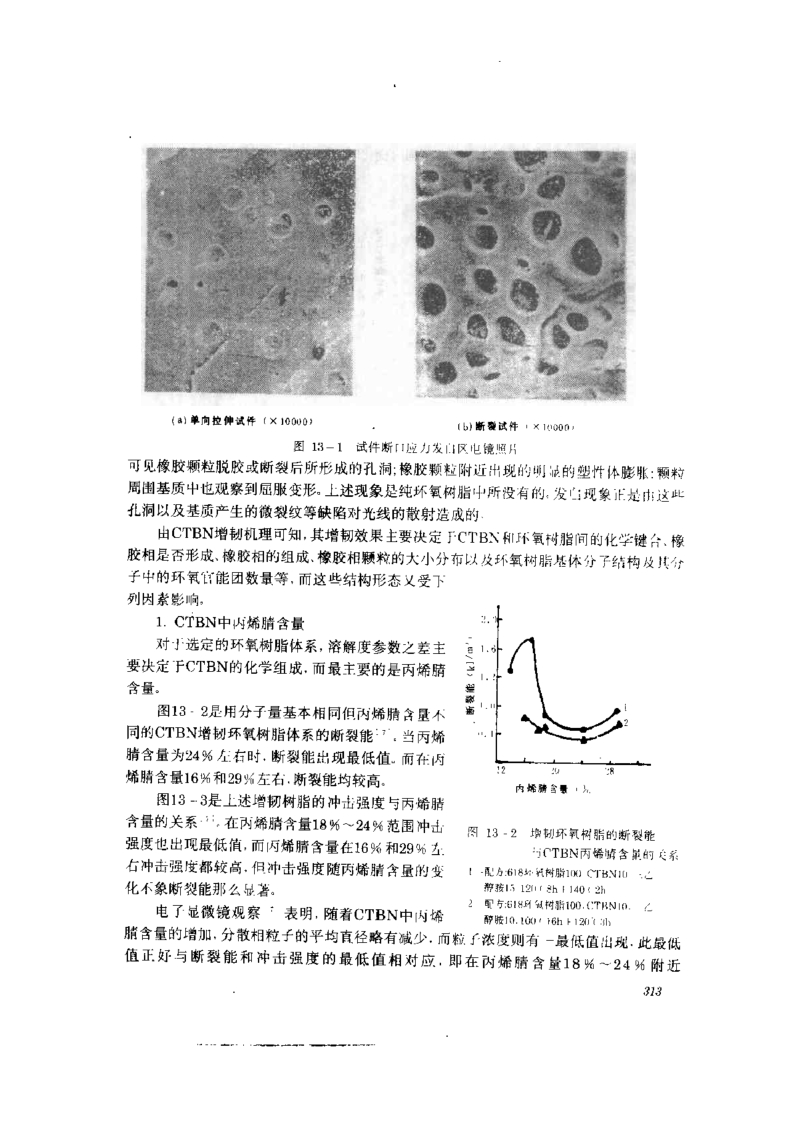 (a)单向拉伸试件（×10000）
(b)断裂试件（×10000）
图 13-1 试件断口应力发白区电镜照片
可见橡胶颗粒脱胶或断裂后所形成的孔洞;橡胶颗粒附近出现的明显的塑性体膨胀;颗粒
周围基质中也观察到屈服变形。上述现象是纯环氧树脂中所没有的。发白现象正是由这些
孔洞以及基质产生的微裂纹等缺陷对光线的散射造成的.
由CTBN增韧机理可知,其增韧效果主要决定于CTBN和环氧树脂间的化学键合、橡
胶相是否形成、橡胶相的组成、橡胶相颗粒的大小分布以及环氧树脂基体分子结构及其分
子中的环氧官能团数量等,而这些结构形态又受下
列因素影响。
1. CTBN中丙烯腈含量
对于选定的环氧树脂体系,溶解度参数之差主
要决定于CTBN的化学组成,而最主要的是丙烯腈
含量。
图13-2是用分子量基本相同但丙烯腈含量不
同的CTBN增韧环氧树脂体系的断裂能 。当丙烯
腈含量为24%左右时,断裂能出现最低值。而在丙
烯腈含量16%和29%左右,断裂能均较高。
图13-3是上述增韧树脂的冲击强度与丙烯腈
含量的关系 。在丙烯腈含量18%～24%范围冲击
强度也出现最低值,而丙烯腈含量在16%和29%左
右冲击强度都较高,但冲击强度随丙烯腈含量的变
化不象断裂能那么显著。
电子显微镜观察 表明,随着CTBN中丙烯
断裂能（kJ/m²）
1.6
1.0
1
2
12
丙烯腈含量
图 13-2 增韧环氧树脂的断裂能
与CTBN丙烯腈含量的关系
1 配方:618环氧树脂100 CTBN10 乙
醇胺15 120 8h+140 2h
2 配方:618环氧树脂100,CTBN10, 乙
醇胺10,100 6h+120
腈含量的增加,分散相粒子的平均直径略有减少,而粒子浓度则有一最低值出现,此最低
值正好与断裂能和冲击强度的最低值相对应,即在丙烯腈含量18%～24%附近
313